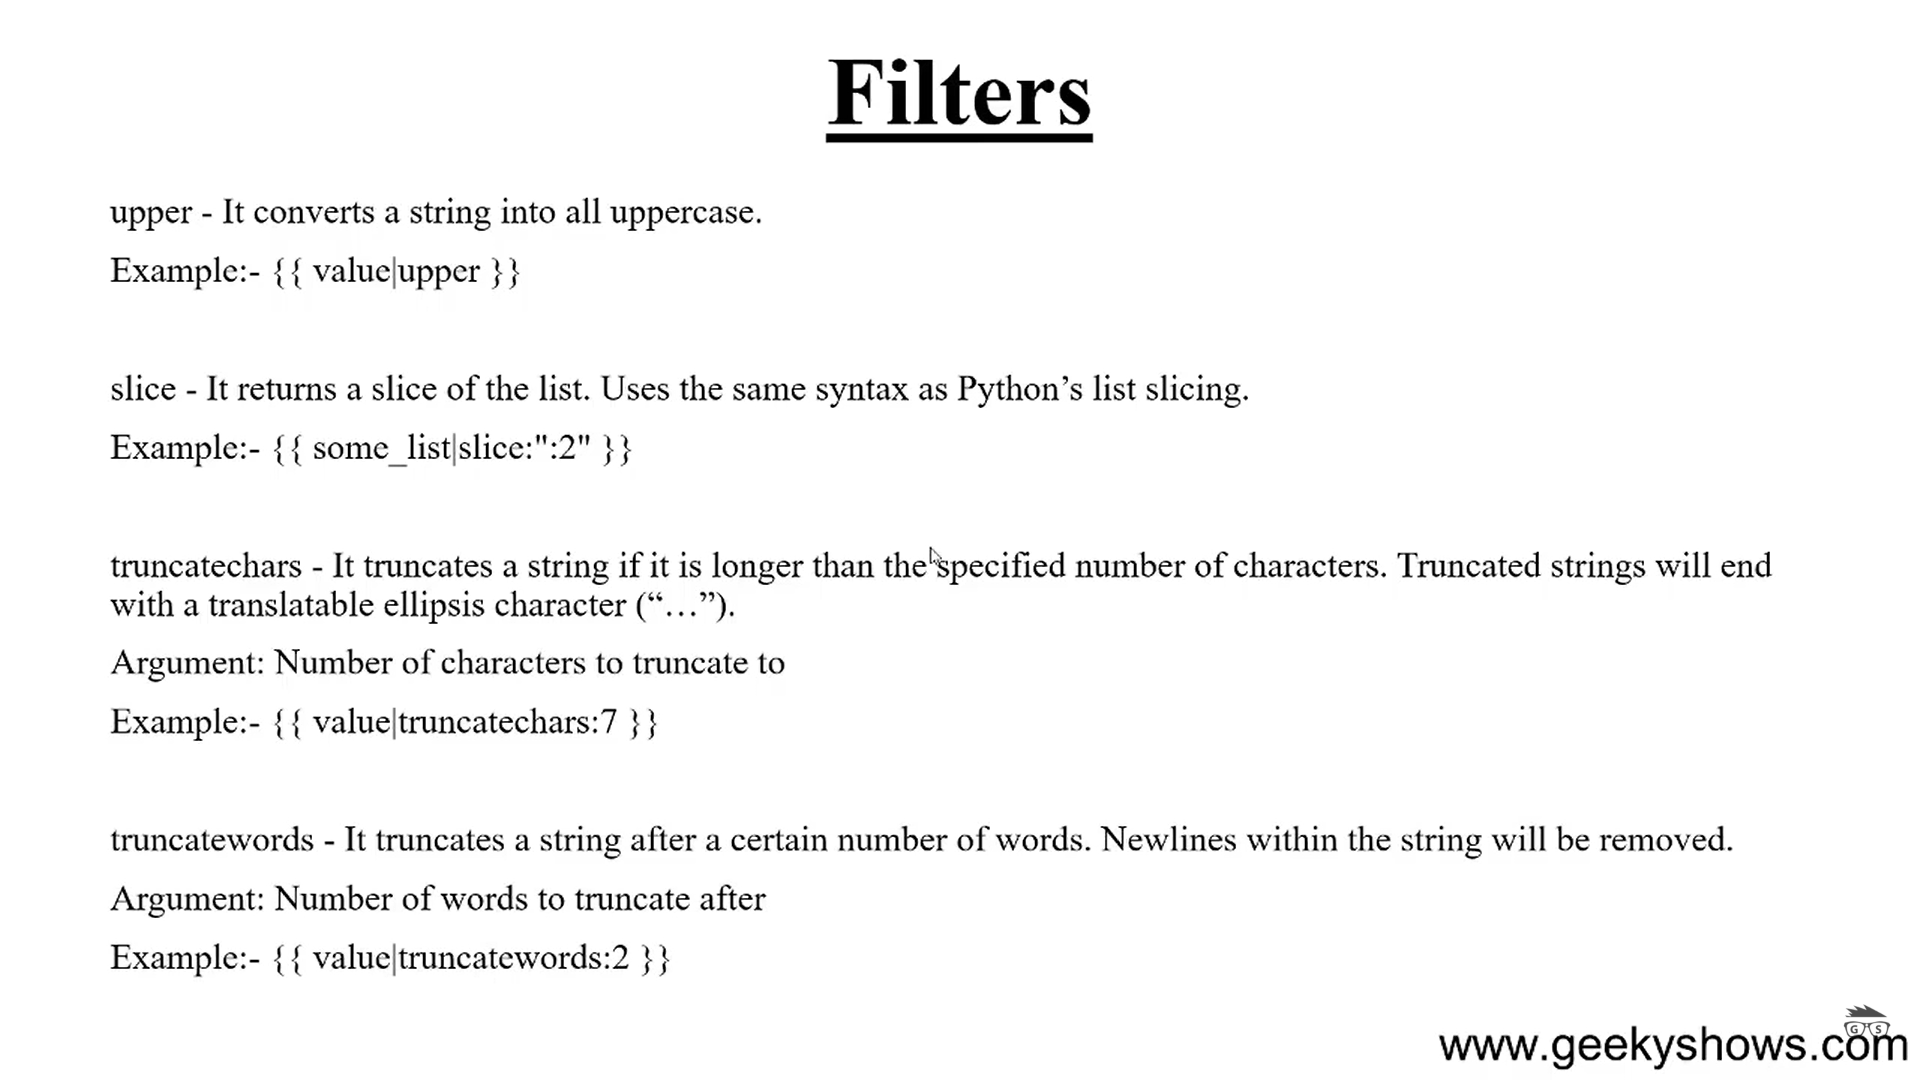 Filters
upper - It converts a string into all uppercase.
Example:- {{ value|upper }}
slice - It returns a slice of the list. Uses the same syntax as Python’s list slicing.
Example:- {{ some_list|slice:":2" }}
truncatechars - It truncates a string if it is longer than the specified number of characters. Truncated strings will end
with a translatable ellipsis character (“…”).
Argument: Number of characters to truncate to
Example:- {{ value|truncatechars:7 }}
truncatewords - It truncates a string after a certain number of words. Newlines within the string will be removed.
Argument: Number of words to truncate after
Example:- {{ value|truncatewords:2 }}
G S
www.geekyshows.com